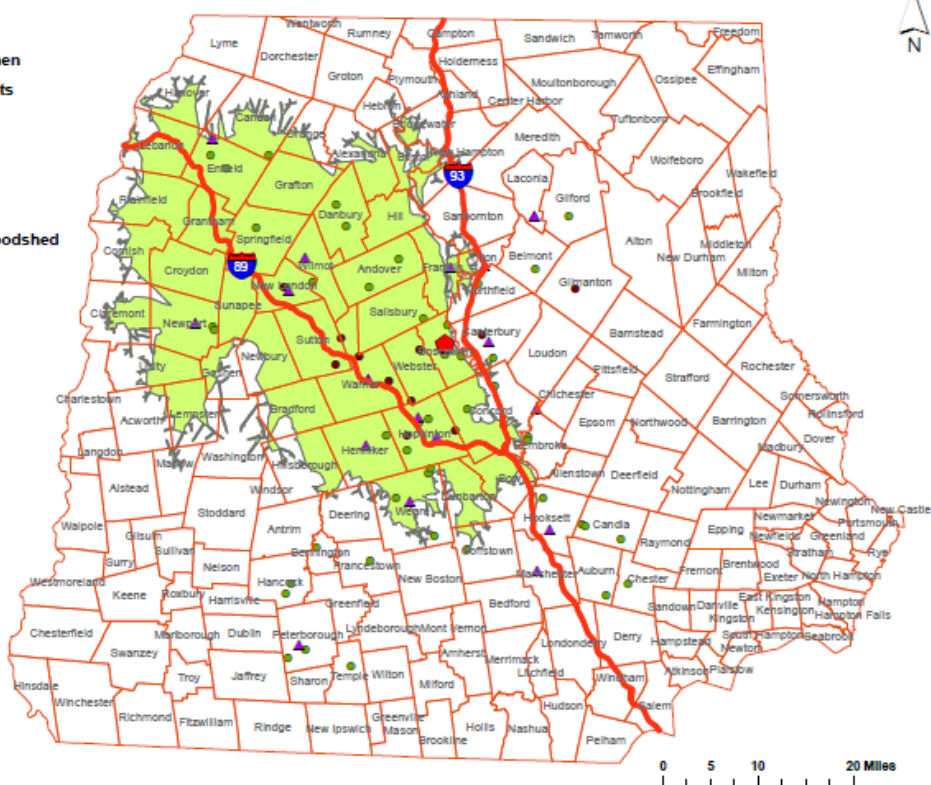 Wentworth
Rumney
Campton
Sandwich
Tamworth
Freedom
N
Lyme
Dorchester
Holderness
Effingham
Groton
Plymouth
Moultonborough
Ossipee
Ashland
Center Harbor
Hanover
Hebron
Tuftonboro
Canaan
Orange
Meredith
Lebanon
Alexandria
Hampton
Wolfeboro
Enfield
93
Laconia
Wakefield
Grafton
Gilford
Brookfield
Plainfield
Danbury
Hill
Sanbornton
Grantham
Springfield
Alton
Middleton
odshed
Cornish
Belmont
New Durham
Croydon
89
Wilmot
Andover
Milton
New London
Northfield
Gilmanton
Sunapee
Claremont
Salisbury
Newport
Canterbury
Farmington
Sutton
Barnstead
Newbury
Loudon
Webster
Pittsfield
Rochester
Goshen
Strafford
Charlestown
Chichester
Somersworth
Acworth
Lempster
Bradford
Concord
Rollinsford
Epsom
Northwood
Barrington
Hopkinton
Dover
Langdon
Washington
Henniker
Pembroke
Madbury
Hillsborough
Allenstown
Deerfield
Lee
Durham
Alstead
Windsor
Nottingham
Stoddard
Deering
Weare
Dunbarton
Newington
New Castle
Walpole
Antrim
Hooksett
Candia
Newmarket
Portsmouth
Gilsum
Epping
Newfields
Greenland
Sullivan
Bennington
Goffstown
Raymond
Stratham
Rye
Surry
Nelson
Francestown
Brentwood
Westmoreland
Hancock
New Boston
Manchester
Auburn
Chester
Fremont
Exeter
North Hampton
Keene
Roxbury
Harrisville
Greenfield
Bedford
Sandown
Danville
East Kingston
Hampton
Kingston
Kensington
Hampton Falls
Chesterfield
Marlborough
Dublin
Peterborough
Lyndeborough
Mont Vernon
Derry
Hampstead
South Hampton
Seabrook
Swanzey
Londonderry
Newton
Amherst
Merrimack
Atkinson
Plaistow
Troy
Jaffrey
Sharon
Temple
Wilton
Litchfield
Windham
Hinsdale
Milford
Winchester
Hudson
Salem
Richmond
Fitzwilliam
Rindge
New Ipswich
Greenville
Mason
Hollis
Nashua
Brookline
Pelham
0 5 10 20 Miles